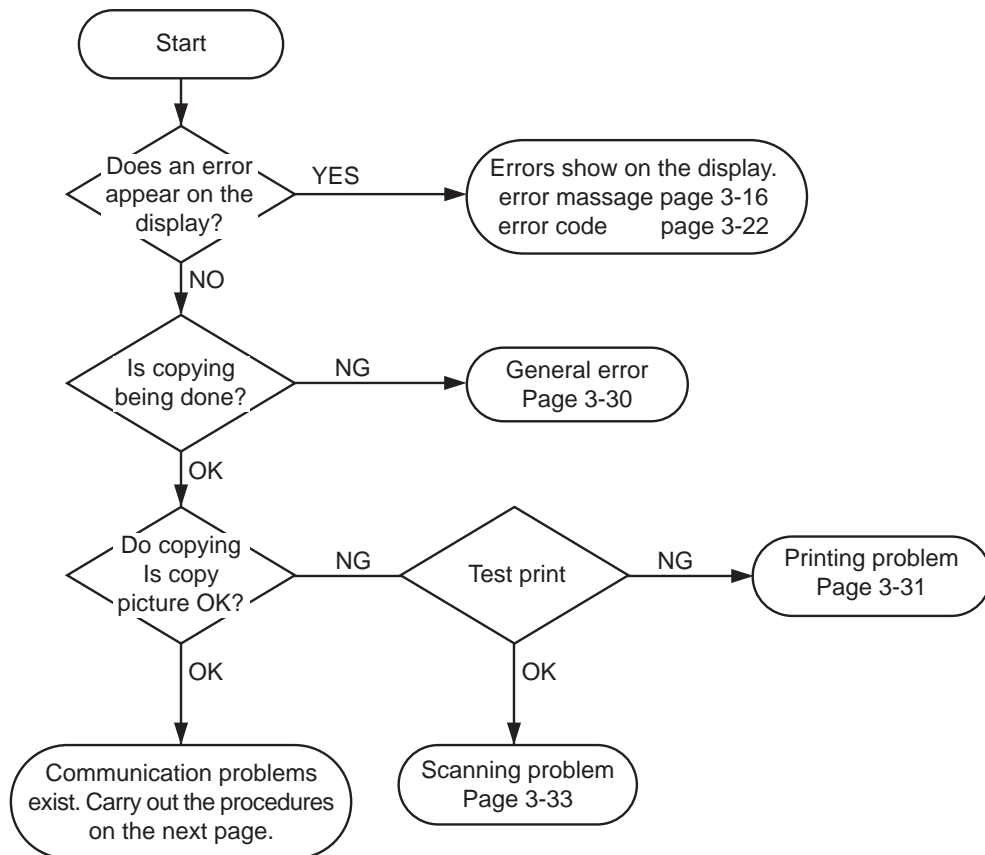 Start
Does an error
appear on the
display?
YES
Errors show on the display.
error massage page 3-16
error code page 3-22
NO
Is copying
being done?
NG
General error
Page 3-30
OK
Do copying
Is copy
picture OK?
NG
Test print
NG
Printing problem
Page 3-31
OK
OK
Communication problems
exist. Carry out the procedures
on the next page.
Scanning problem
Page 3-33